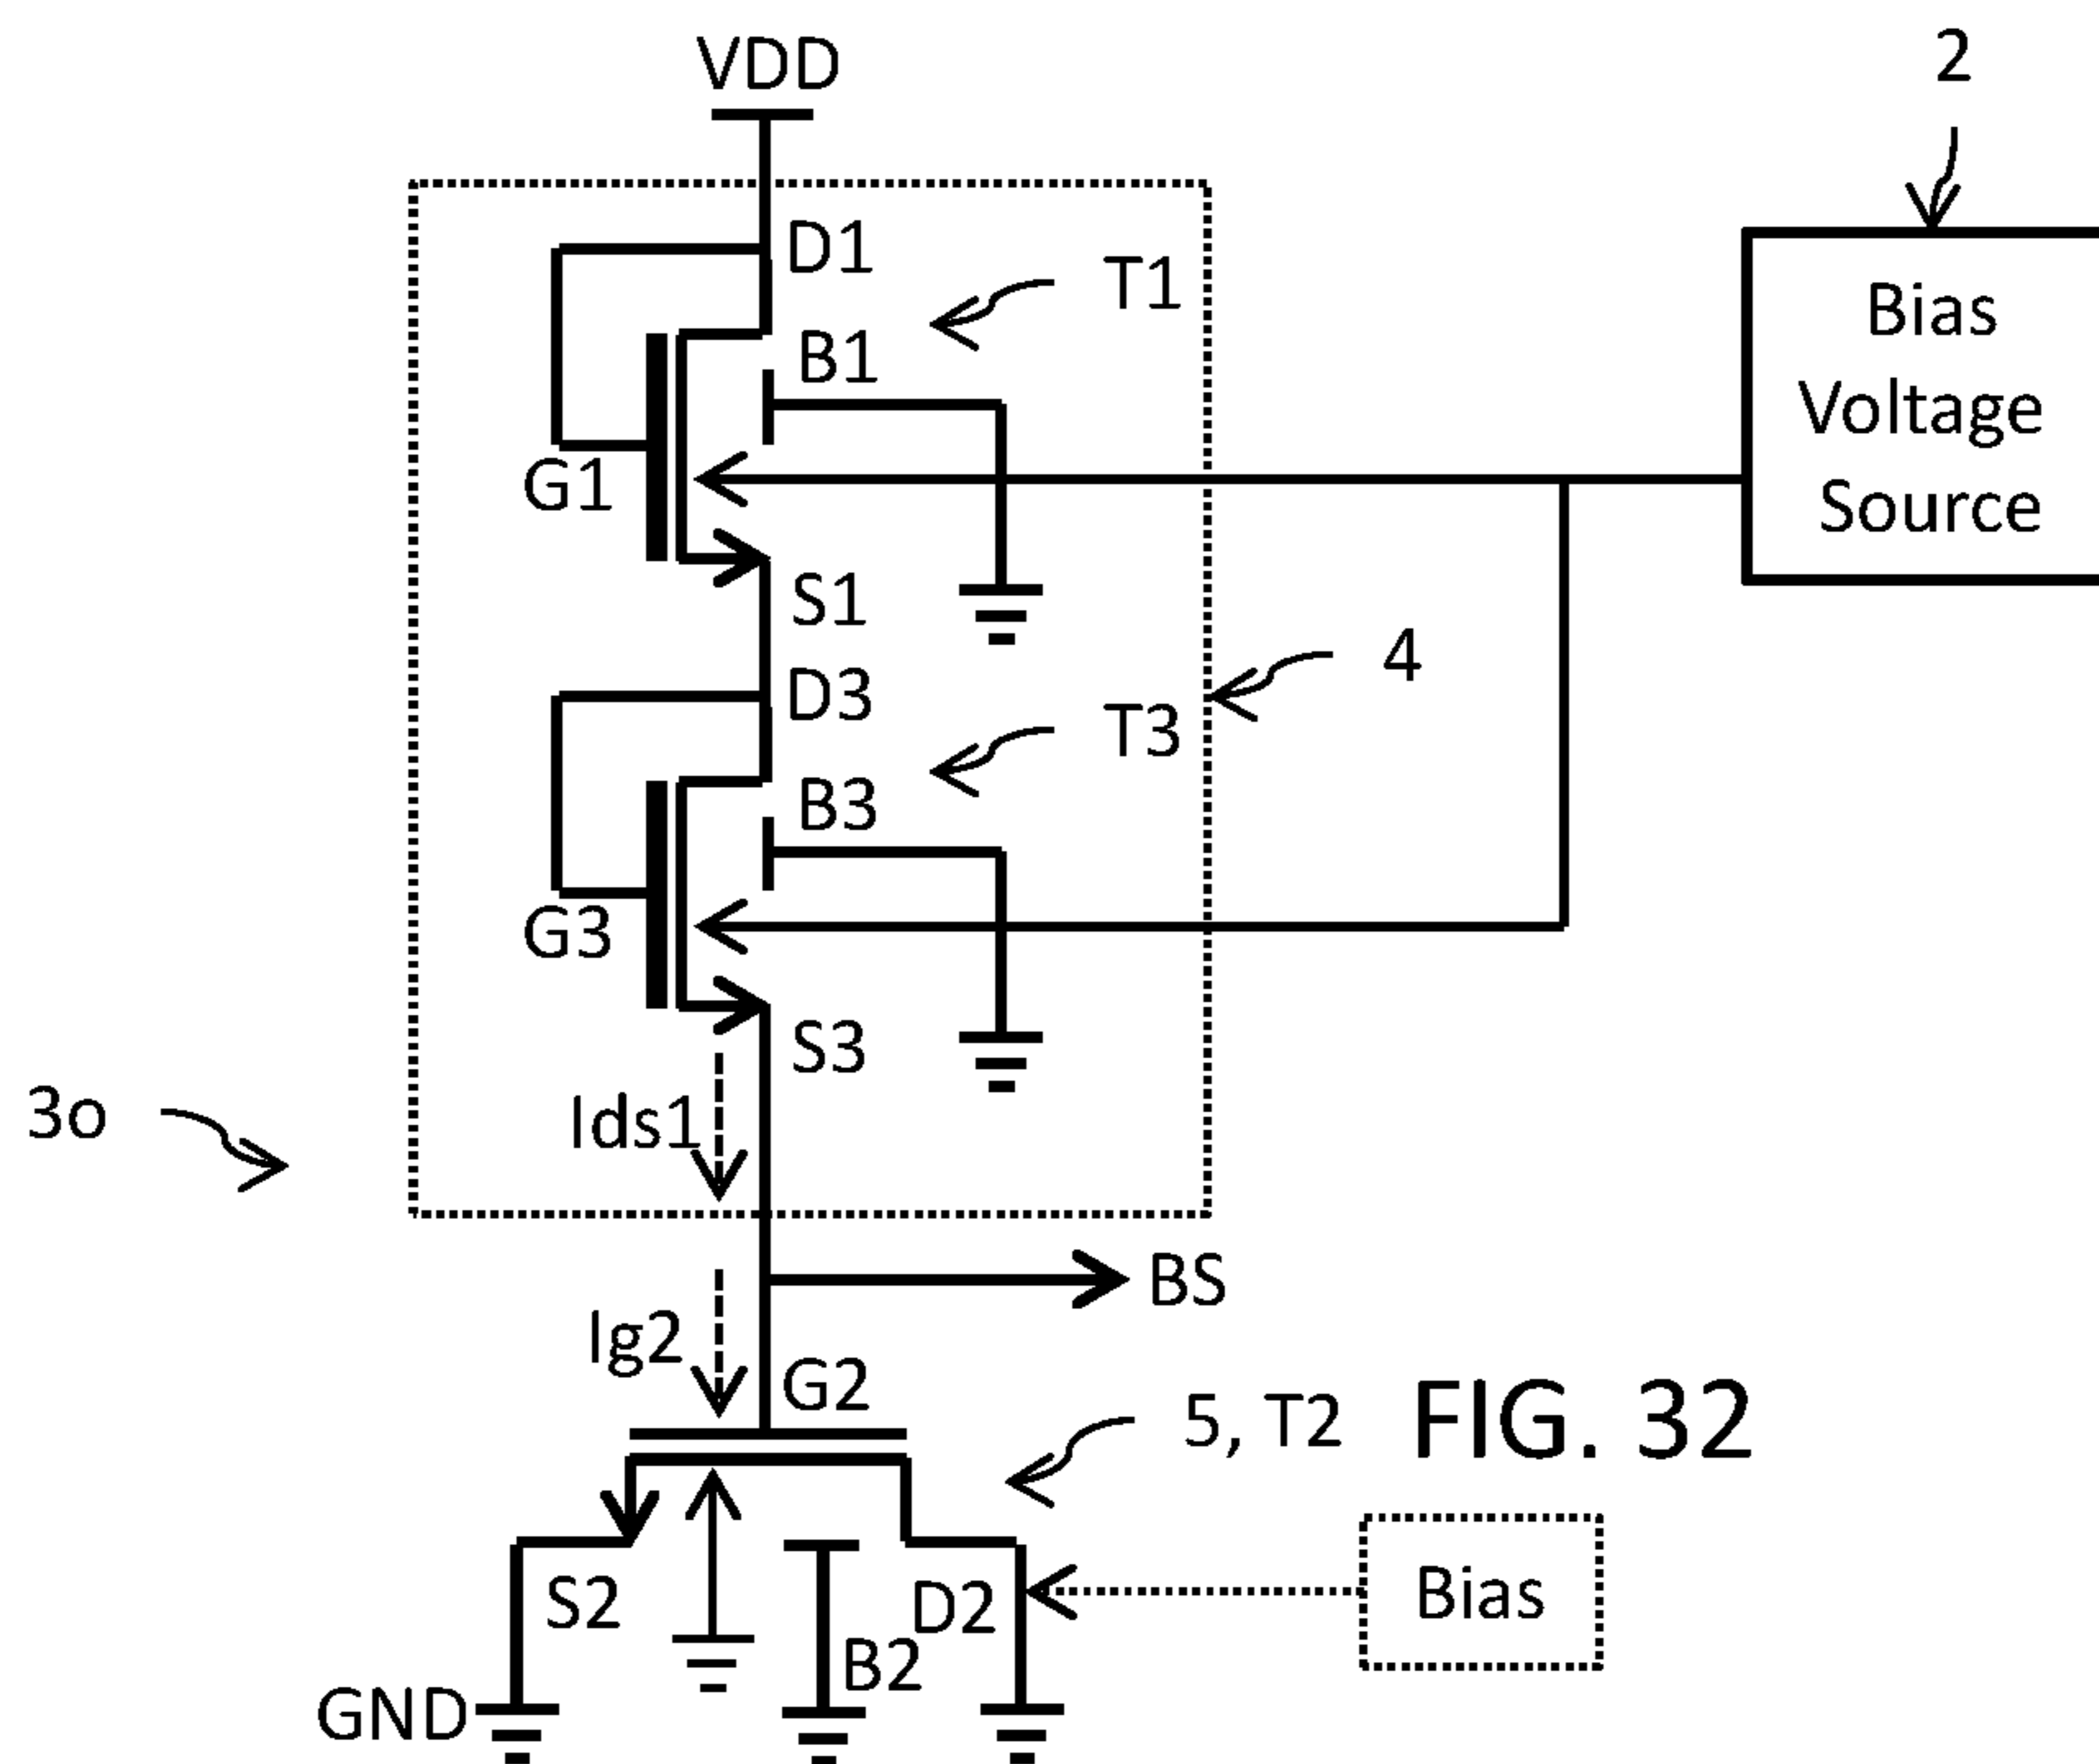 VDD
2
D1
T1
B1
Bias
Voltage
Source
G1
S1
4
D3
T3
B3
G3
S3
3o
Ids1
BS
Ig2
G2
5, T2
FIG. 32
S2
D2
Bias
B2
GND